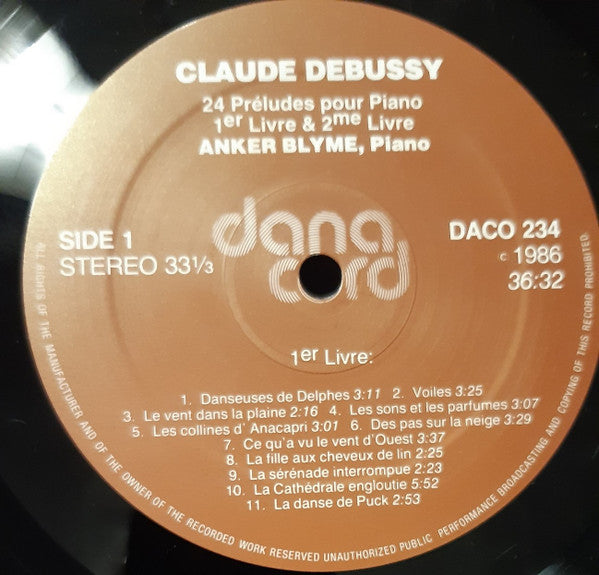 CLAUDE DEBUSSY
24 Préludes pour Piano
1er Livre & 2me Livre
ANKER BLYME, Piano
dana
cord
SIDE 1
STEREO 33⅓
DACO 234
c 1986
36:32
1er Livre:
1. Danseuses de Delphes 3:11 2. Voiles 3:25
3. Le vent dans la plaine 2:16 4. Les sons et les parfumes 3:07
5. Les collines d' Anacapri 3:01 6. Des pas sur la neige 3:29
7. Ce qu'a vu le vent d'Ouest 3:37
8. La fille aux cheveux de lin 2:25
9. La sérénade interrompue 2:23
10. La Cathédrale engloutie 5:52
11. La danse de Puck 2:53
ALL RIGHTS OF THE MANUFACTURER AND OF THE OWNER OF THE RECORDED WORK RESERVED UNAUTHORIZED PUBLIC PERFORMANCE BROADCASTING AND COPYING OF THIS RECORD PROHIBITED.